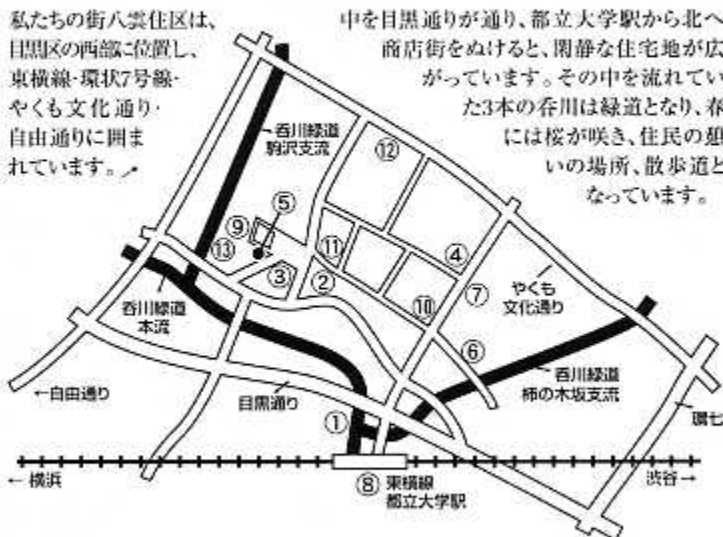 私たちの街八雲住区は、
目黒区の西部に位置し、
東横線・環状7号線・
やくも文化通り・
自由通りに囲ま
れています。
中を目黒通りが通り、都立大学駅から北へ
商店街をぬけると、閑静な住宅地が広
がっています。その中を流れてい
た3本の呑川は緑道となり、春
には桜が咲き、住民の憩
いの場所、散歩道と
なっています。
呑川緑道
駒沢支流
⑫
⑤
⑨
⑬
⑪
④
③
②
⑦
やくも
文化通り
⑩
呑川緑道
本流
⑥
←自由通り
目黒通り
呑川緑道
柿の木坂支流
①
環七
←横浜
⑧
東横線
都立大学駅
渋谷→